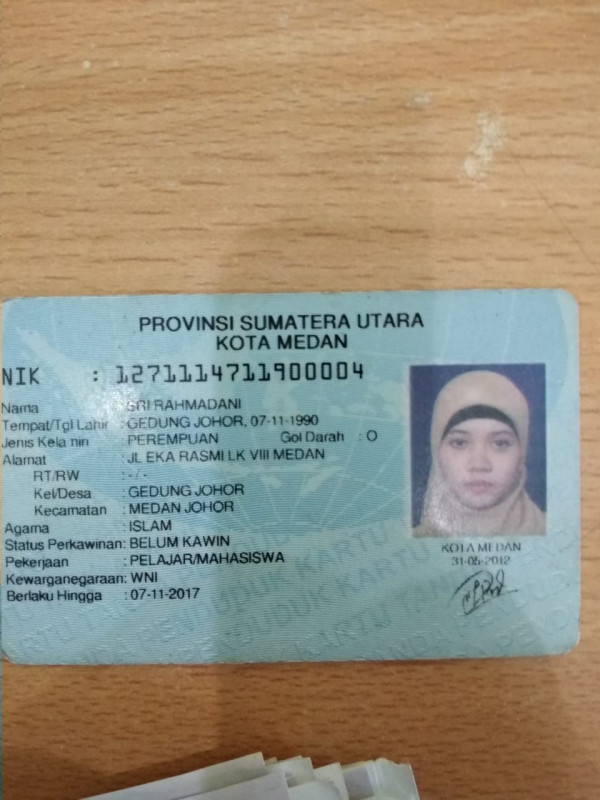 PROVINSI SUMATERA UTARA
KOTA MEDAN
NIK : 1271114711900004
Nama : SRI RAHMADANI
Tempat/Tgl Lahir : GEDUNG JOHOR, 07-11-1990
Jenis Kelamin : PEREMPUAN Gol Darah : O
Alamat : JL EKA RASMI LK VIII MEDAN
RT/RW : - / -
Kel/Desa : GEDUNG JOHOR
Kecamatan : MEDAN JOHOR
Agama : ISLAM
Status Perkawinan: BELUM KAWIN
Pekerjaan : PELAJAR/MAHASISWA
Kewarganegaraan: WNI
Berlaku Hingga : 07-11-2017
KOTA MEDAN
31-05-2012